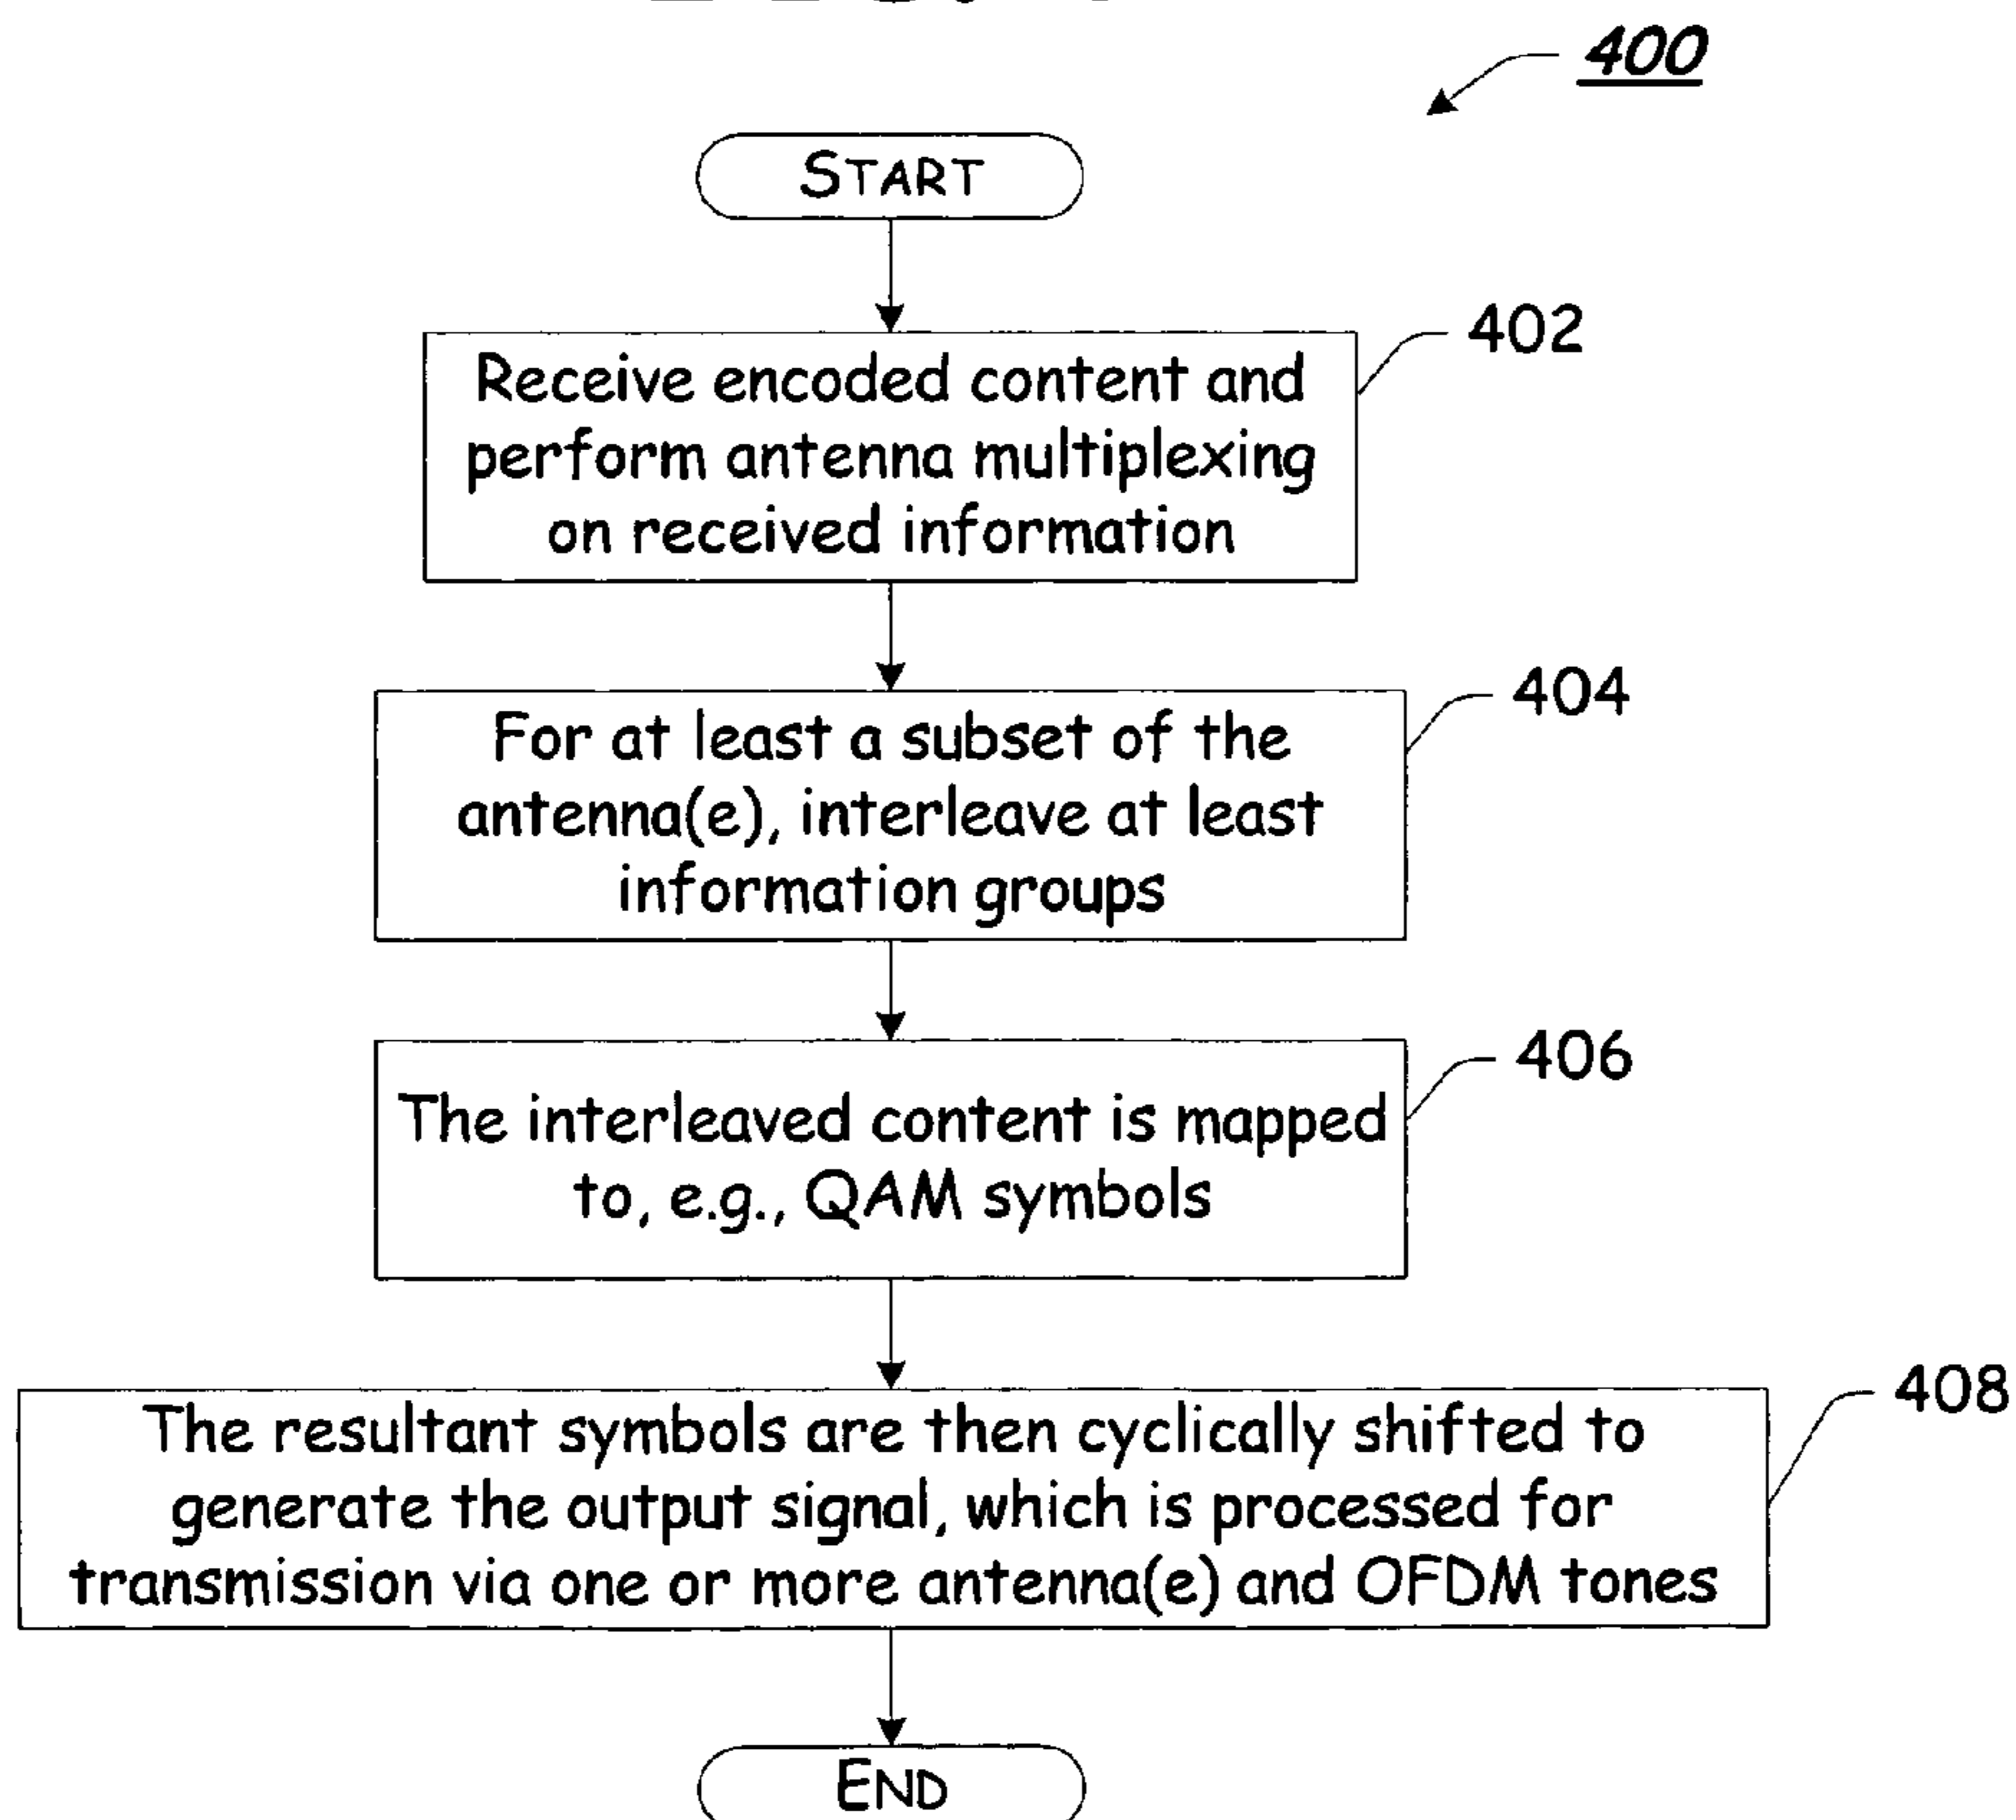 400
START
Receive encoded content and
perform antenna multiplexing
on received information
402
For at least a subset of the
antenna(e), interleave at least
information groups
404
The interleaved content is mapped
to, e.g., QAM symbols
406
The resultant symbols are then cyclically shifted to
generate the output signal, which is processed for
transmission via one or more antenna(e) and OFDM tones
408
END